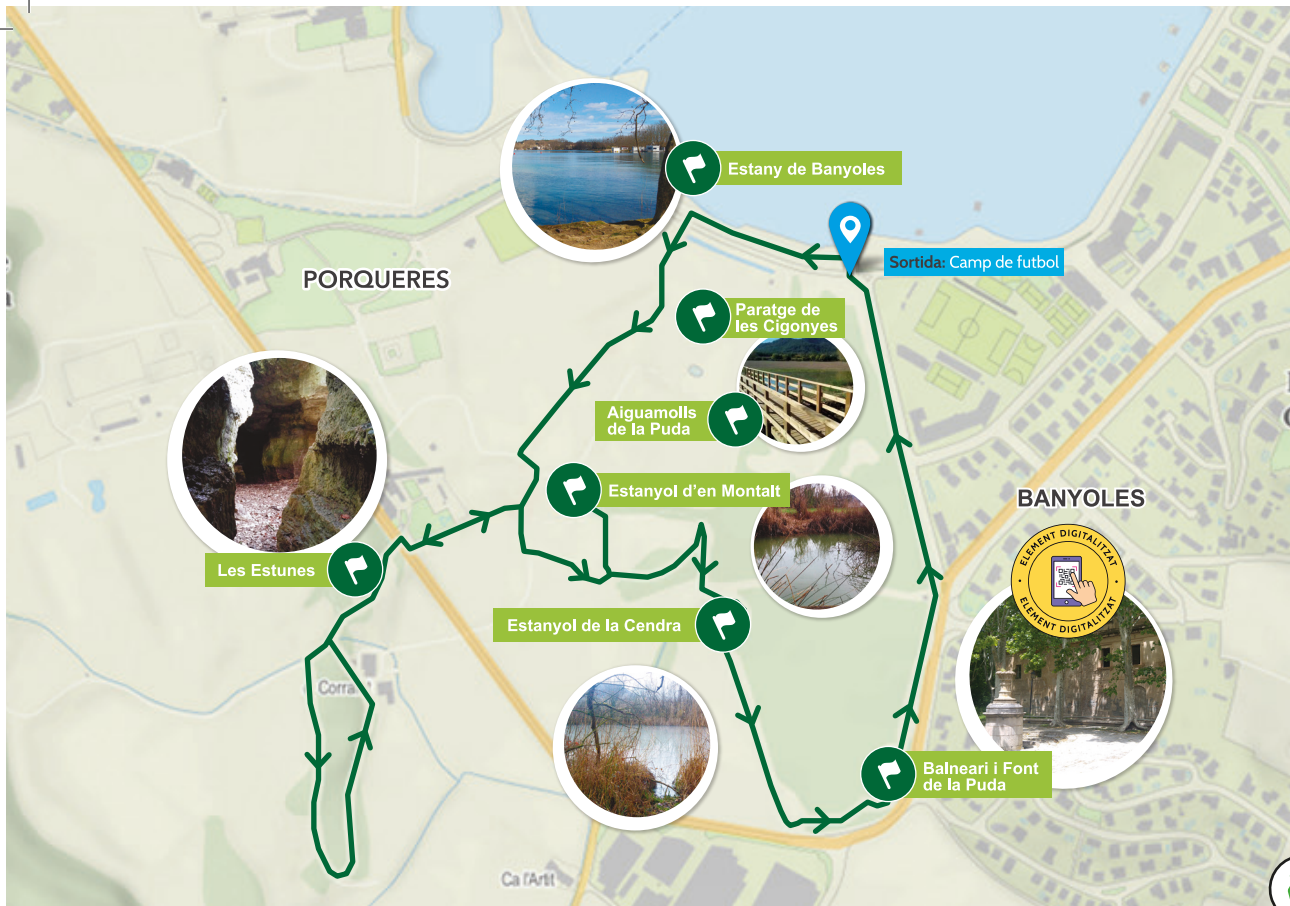 Estany de Banyoles
Sortida: Camp de futbol
PORQUERES
Paratge de
les Cigonyes
Aiguamolls
de la Puda
Estanyol d'en Montalt
BANYOLES
ELEMENT DIGITALITZAT
ELEMENT DIGITALITZAT
Les Estunes
Estanyol de la Cendra
Balneari i Font
de la Puda
Ca l'Artit